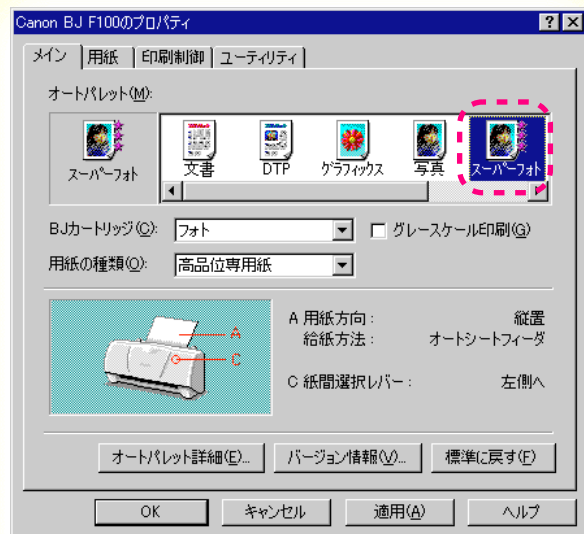 Canon BJ F100のプロパティ
メイン 用紙 印刷制御 ユーティリティ
オートパレット(M):
スーパーフォト 文書 DTP グラフィックス 写真 スーパーフォト
BJカートリッジ(C): フォト グレースケール印刷(G)
用紙の種類(O): 高品位専用紙
A
C
A 用紙方向: 縦置
給紙方法: オートシートフィーダ
C 紙間選択レバー: 左側へ
オートパレット詳細(E)... バージョン情報(V)... 標準に戻す(F)
OK キャンセル 適用(A) ヘルプ